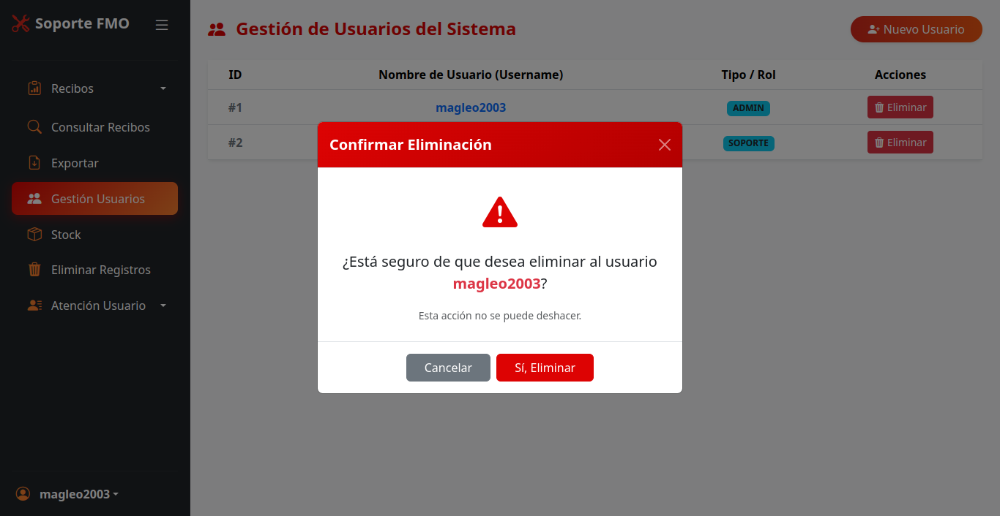 Soporte FMO
Recibos
Consultar Recibos
Exportar
Gestión Usuarios
Stock
Eliminar Registros
Atención Usuario
magleo2003
Gestión de Usuarios del Sistema
Nuevo Usuario
ID Nombre de Usuario (Username) Tipo / Rol Acciones
#1 magleo2003 ADMIN Eliminar
#2 SOPORTE Eliminar
Confirmar Eliminación
¿Está seguro de que desea eliminar al usuario
magleo2003?
Esta acción no se puede deshacer.
Cancelar Sí, Eliminar